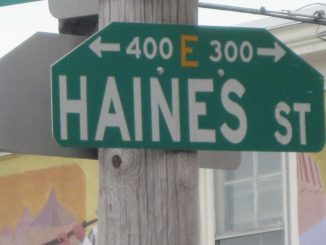 ← 400 E 300 →
HAINES ST